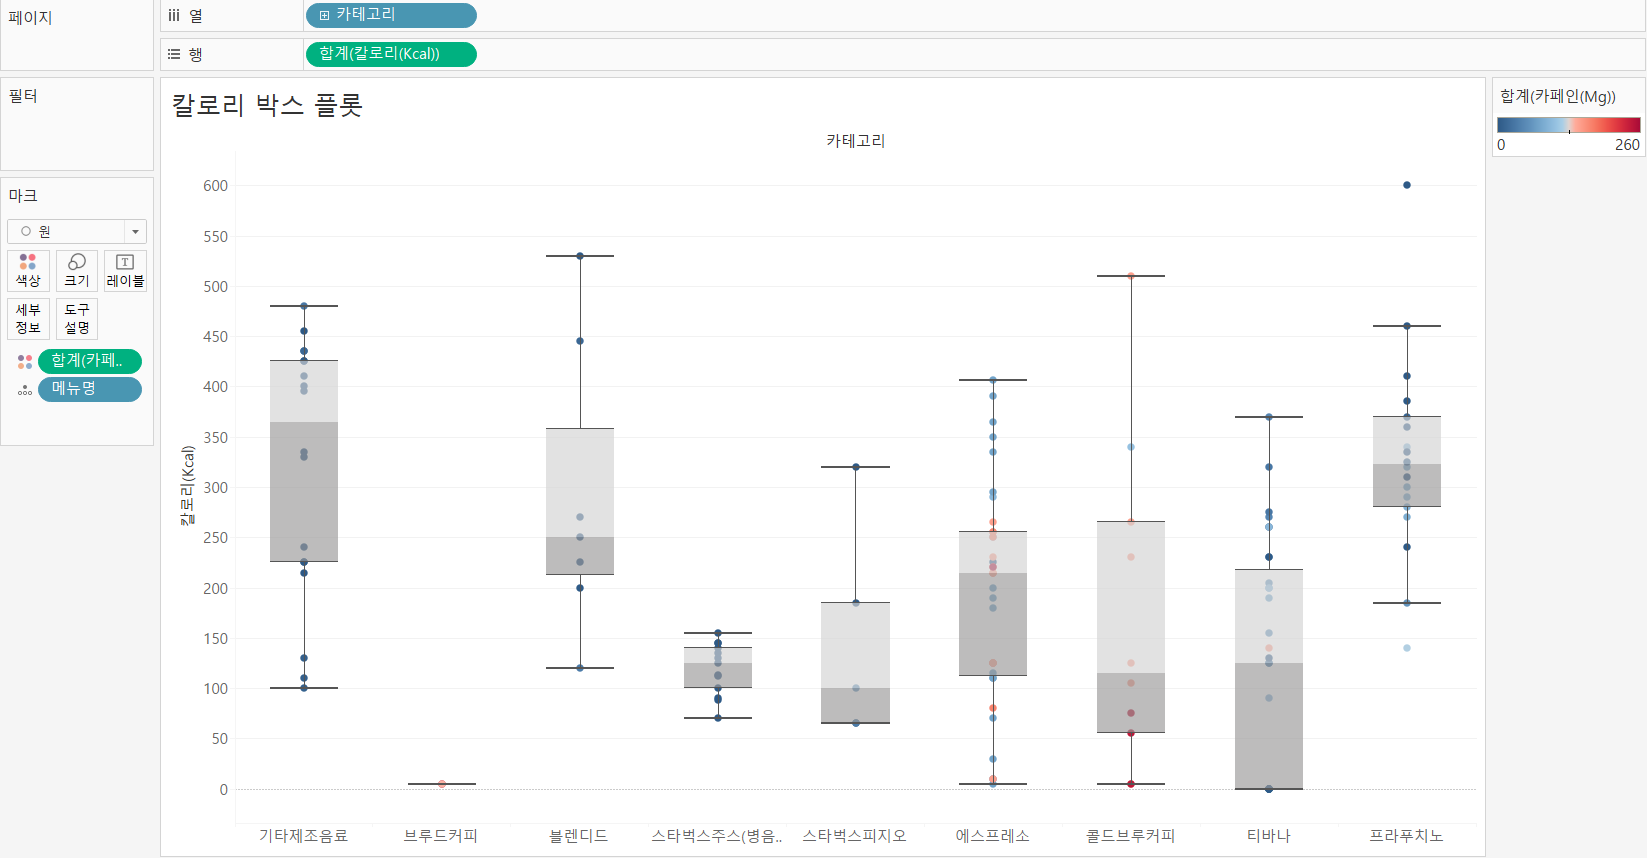 페이지
열
카테고리
행
합계(칼로리(Kcal))
필터
마크
원
색상
크기
레이블
세부
정보
도구
설명
합계(카페..
메뉴명
칼로리 박스 플롯
카테고리
칼로리(Kcal)
600
550
500
450
400
350
300
250
200
150
100
50
0
기타제조음료
브루드커피
블렌디드
스타벅스주스(병음..
스타벅스피지오
에스프레소
콜드브루커피
티바나
프라푸치노
합계(카페인(Mg))
0
260